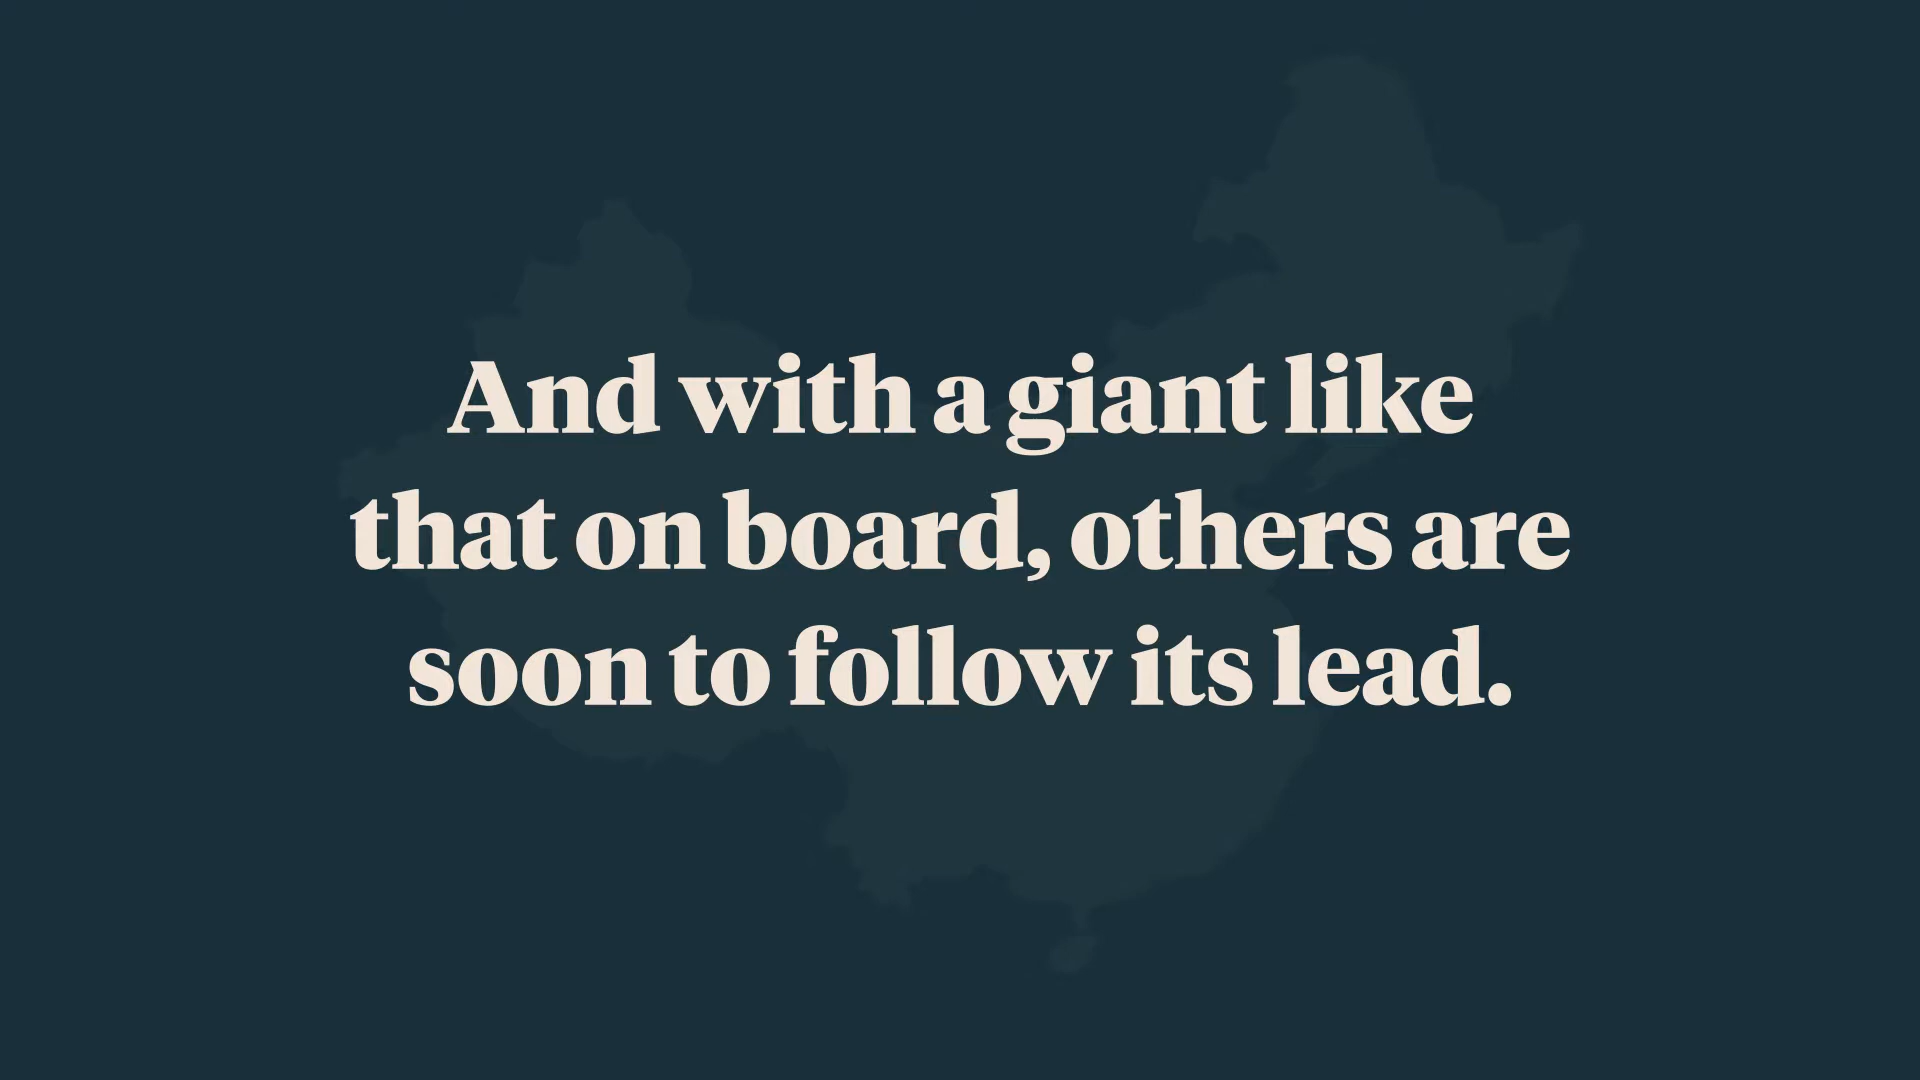 And with a giant like
that on board, others are
soon to follow its lead.